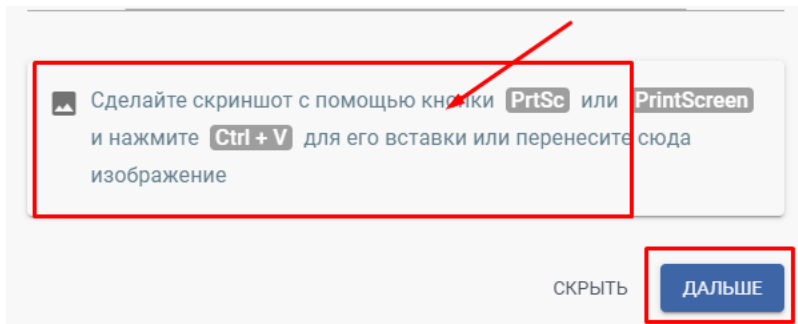 Сделайте скриншот с помощью кнопки PrtSc или PrintScreen
и нажмите Ctrl + V для его вставки или перенесите сюда
изображение
СКРЫТЬ ДАЛЬШЕ